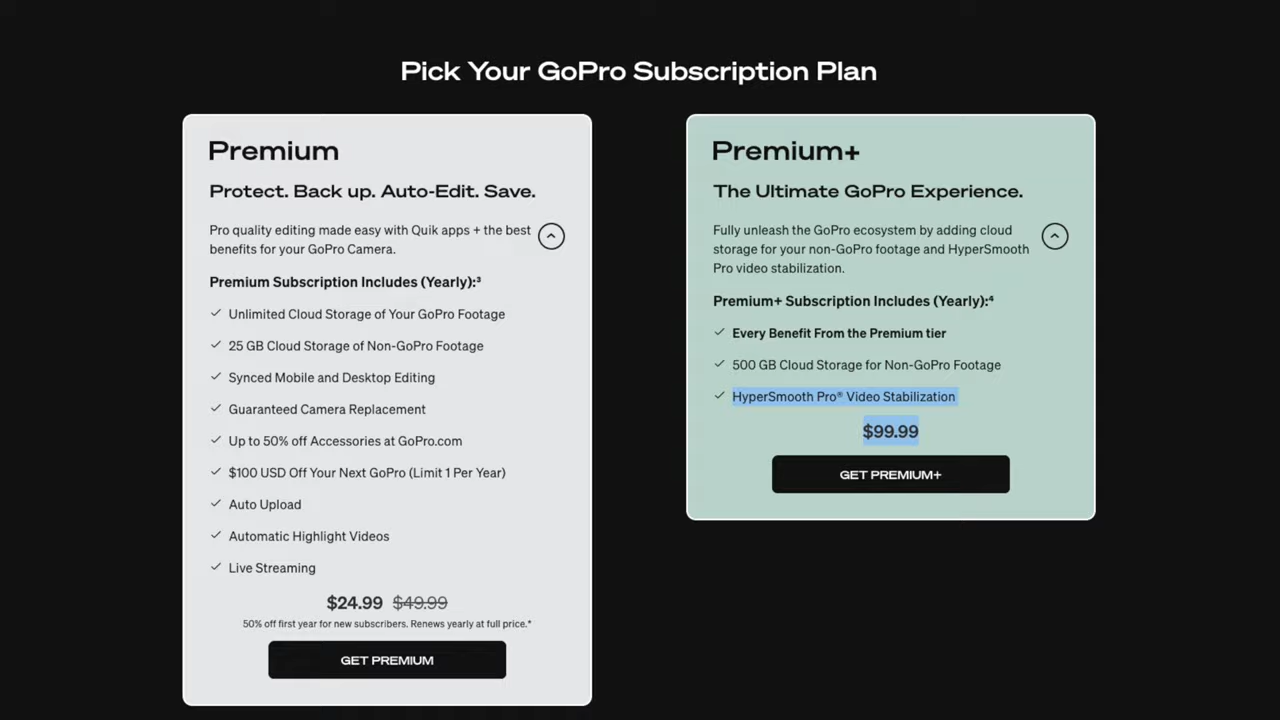 Pick Your GoPro Subscription Plan
Premium
Protect. Back up. Auto-Edit. Save.
Pro quality editing made easy with Quik apps + the best
benefits for your GoPro Camera.
Premium Subscription Includes (Yearly):³
Unlimited Cloud Storage of Your GoPro Footage
25 GB Cloud Storage of Non-GoPro Footage
Synced Mobile and Desktop Editing
Guaranteed Camera Replacement
Up to 50% off Accessories at GoPro.com
$100 USD Off Your Next GoPro (Limit 1 Per Year)
Auto Upload
Automatic Highlight Videos
Live Streaming
$24.99 $49.99
50% off first year for new subscribers. Renews yearly at full price.*
GET PREMIUM
Premium+
The Ultimate GoPro Experience.
Fully unleash the GoPro ecosystem by adding cloud
storage for your non-GoPro footage and HyperSmooth
Pro video stabilization.
Premium+ Subscription Includes (Yearly):⁴
Every Benefit From the Premium tier
500 GB Cloud Storage for Non-GoPro Footage
HyperSmooth Pro® Video Stabilization
$99.99
GET PREMIUM+